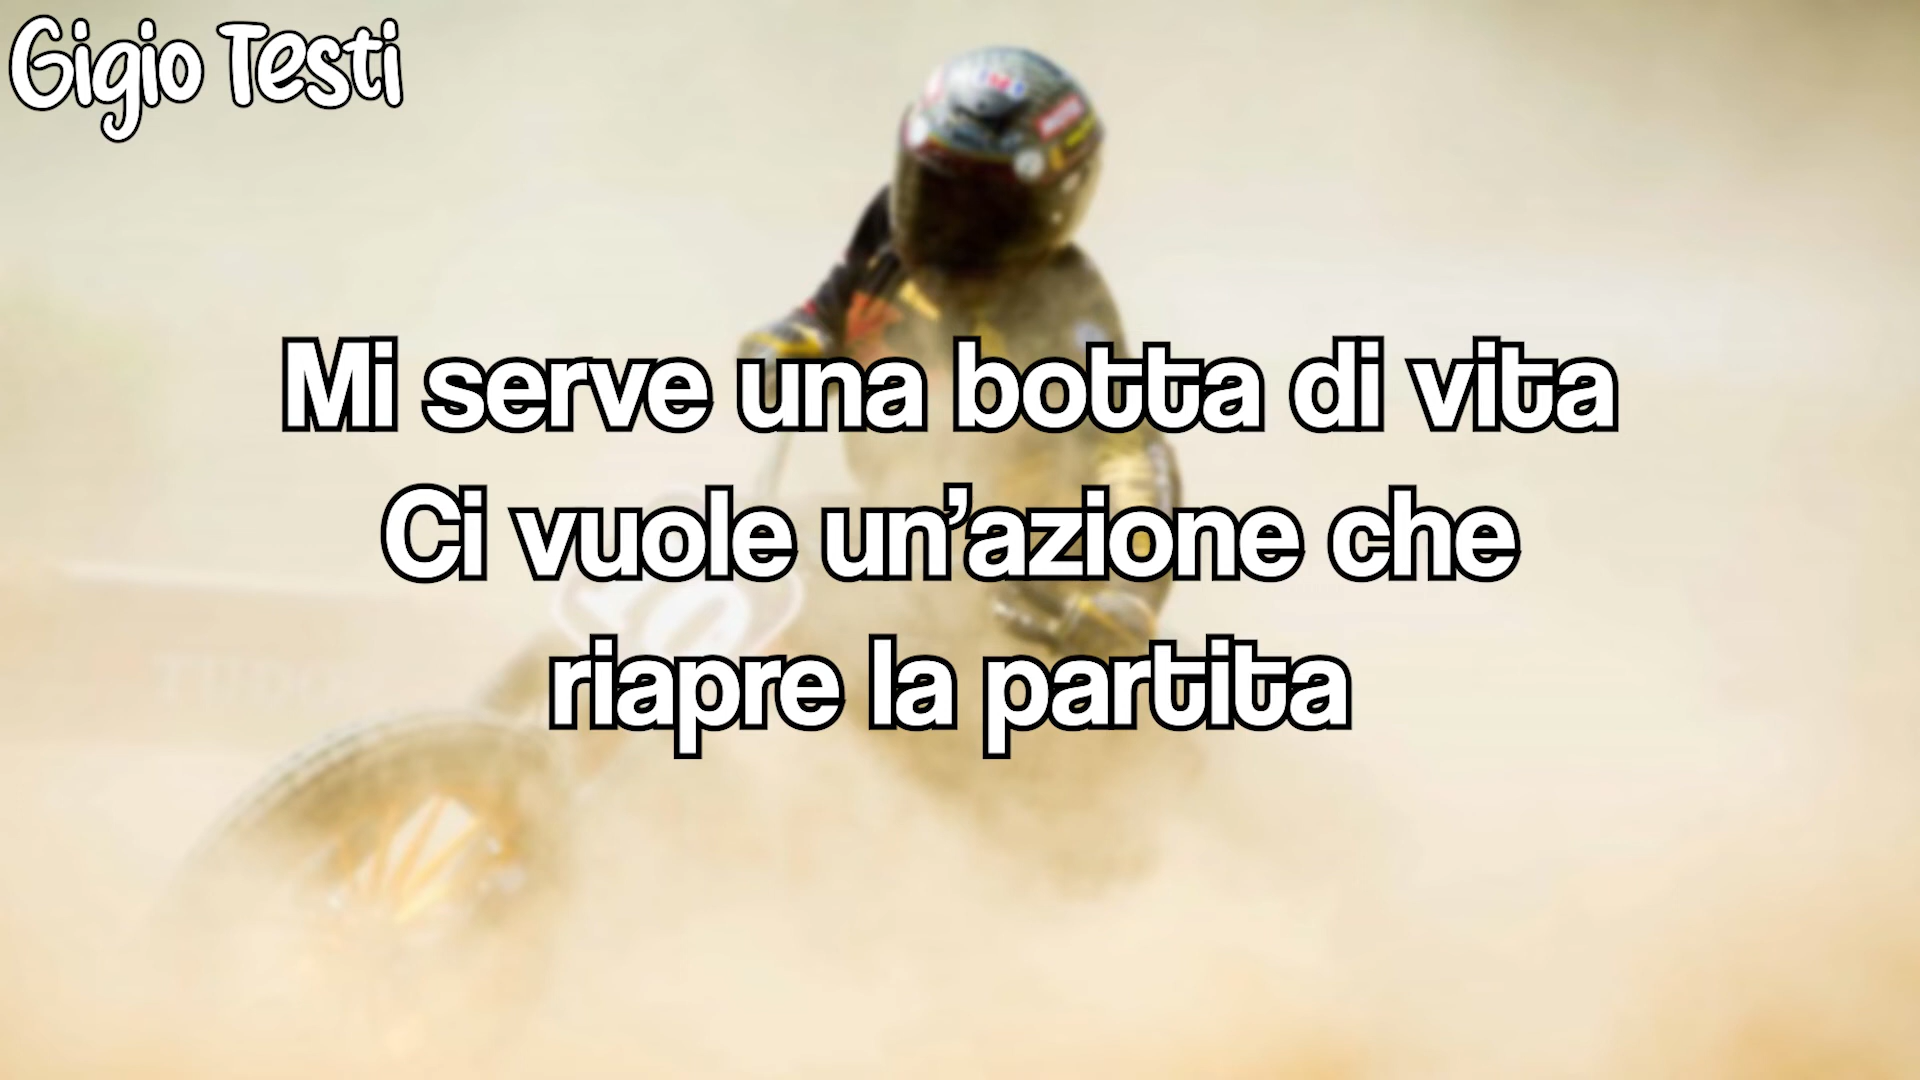 Gigio Testi
Mi serve una botta di vita
Ci vuole un'azione che
riapre la partita